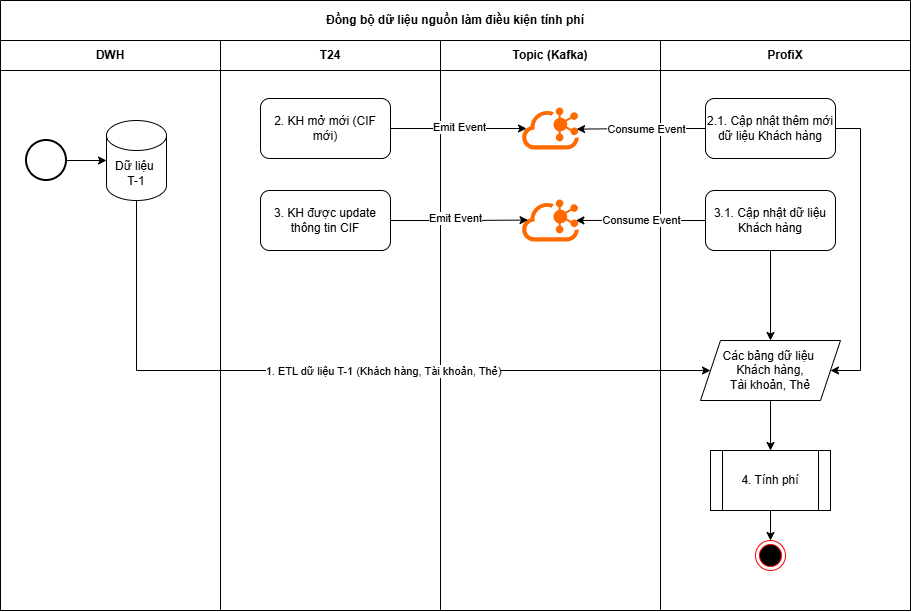 Đồng bộ dữ liệu nguồn làm điều kiện tính phí
DWH
T24
Topic (Kafka)
ProfiX
2. KH mở mới (CIF
mới)
Emit Event
Consume Event
2.1. Cập nhật thêm mới
dữ liệu Khách hàng
Dữ liệu
T-1
3. KH được update
thông tin CIF
Emit Event
Consume Event
3.1. Cập nhật dữ liệu
Khách hàng
1. ETL dữ liệu T-1 (Khách hàng, Tài khoản, Thẻ)
Các bảng dữ liệu
Khách hàng,
Tài khoản, Thẻ
4. Tính phí